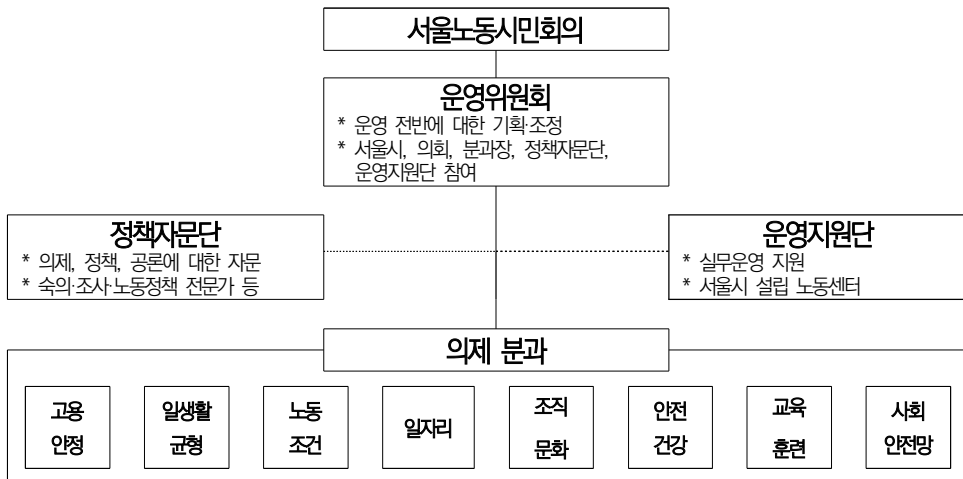 서울노동시민회의
운영위원회
* 운영 전반에 대한 기획·조정
* 서울시, 의회, 분과장, 정책자문단,
운영지원단 참여
정책자문단
* 의제, 정책, 공론에 대한 자문
* 숙의·조사·노동정책 전문가 등
운영지원단
* 실무운영 지원
* 서울시 설립 노동센터
의제 분과
고용
안정
일생활
균형
노동
조건
일자리
조직
문화
안전
건강
교육
훈련
사회
안전망